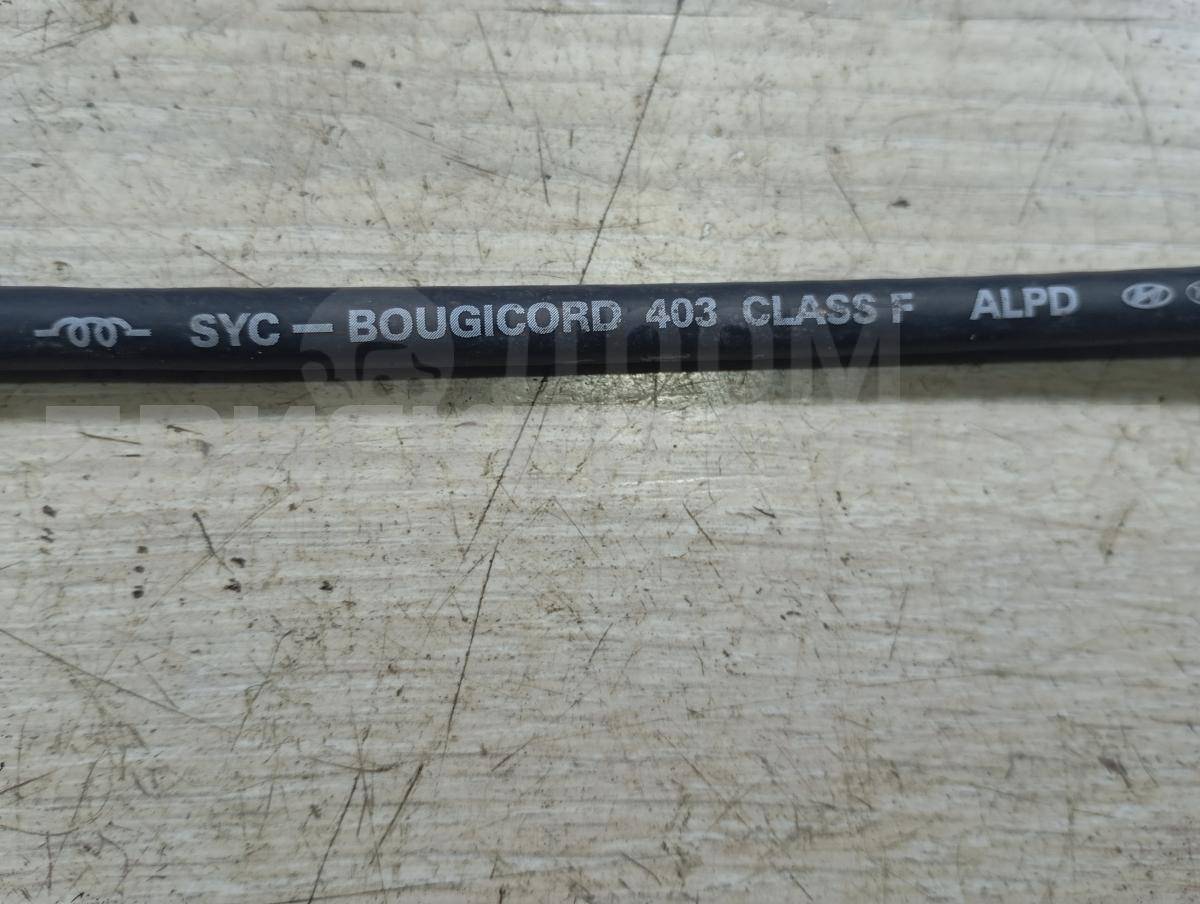 SYC — BOUGICORD 403 CLASS F ALPD